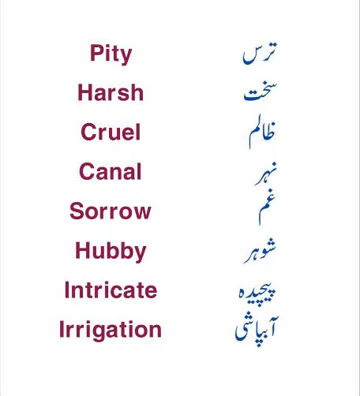 Pity ترس
Harsh سخت
Cruel ظالم
Canal نہر
Sorrow غم
Hubby شوہر
Intricate پیچیدہ
Irrigation آبپاشی